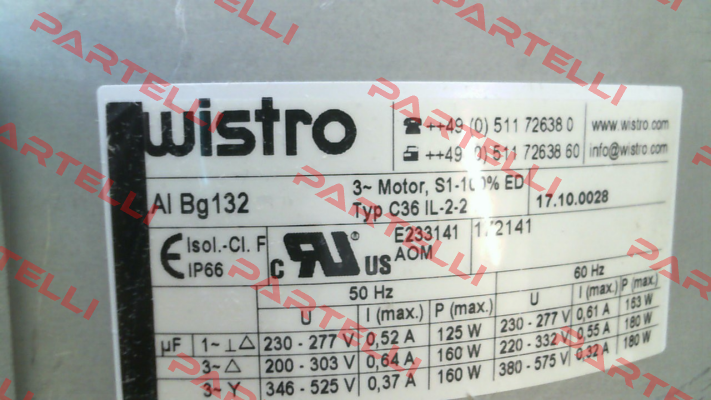 wistro
++49 (0) 511 72638 0 www.wistro.com
++49 (0) 511 72638 60 info@wistro.com
AI Bg132
3~ Motor, S1-100% ED
Typ C36 IL-2-2
17.10.0028
CE Isol.-Cl. F
IP66
c RU US
E233141
AOM
172141
50 Hz 60 Hz
U I (max.) P (max.) U I (max.) P (max.)
µF 1~ ⊥ △ 230 - 277 V 0,52 A 125 W 230 - 277 V 0,61 A 163 W
3~ △ 200 - 303 V 0,64 A 160 W 220 - 332 V 0,55 A 180 W
3~ Y 346 - 525 V 0,37 A 160 W 380 - 575 V 0,32 A 180 W
PARTELLI
PARTELLI
PARTELLI
PARTELLI
PARTELLI
PARTELLI